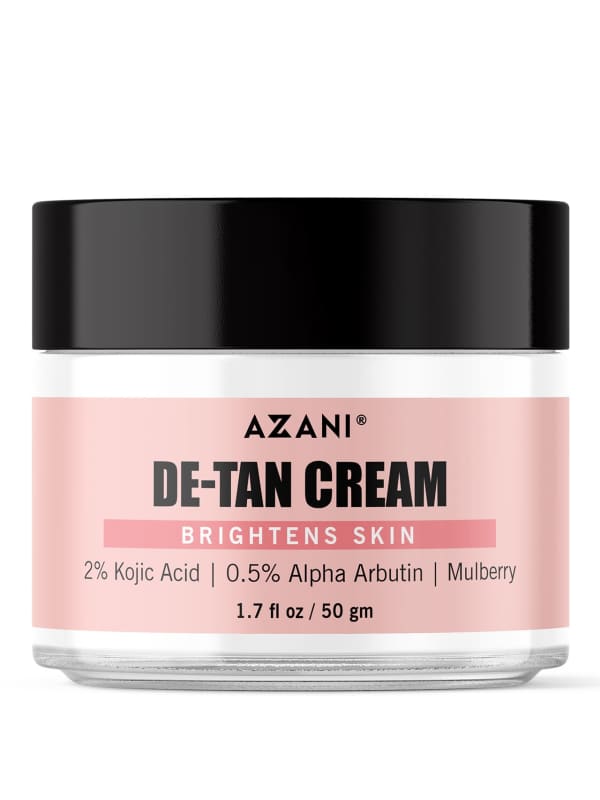 AZANI®
DE-TAN CREAM
BRIGHTENS SKIN
2% Kojic Acid | 0.5% Alpha Arbutin | Mulberry
1.7 fl oz / 50 gm